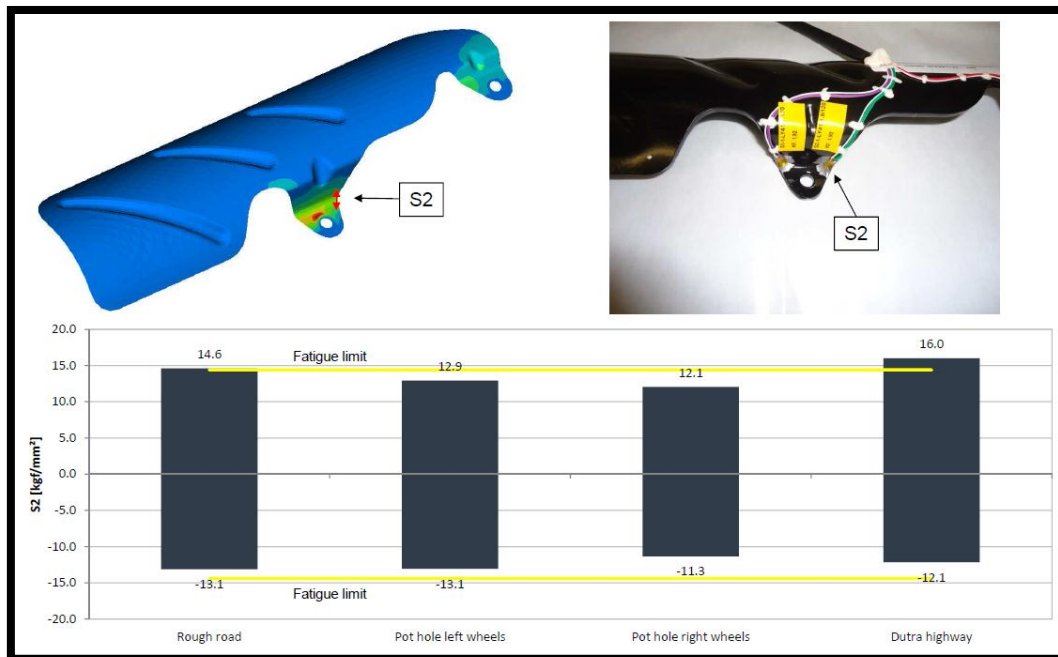 S2
S2
20.0
15.0
10.0
5.0
0.0
-5.0
-10.0
-15.0
-20.0
S2 [kgf/mm²]
Fatigue limit
14.6
12.9
12.1
16.0
-13.1
-13.1
-11.3
-12.1
Fatigue limit
Rough road
Pot hole left wheels
Pot hole right wheels
Dutra highway